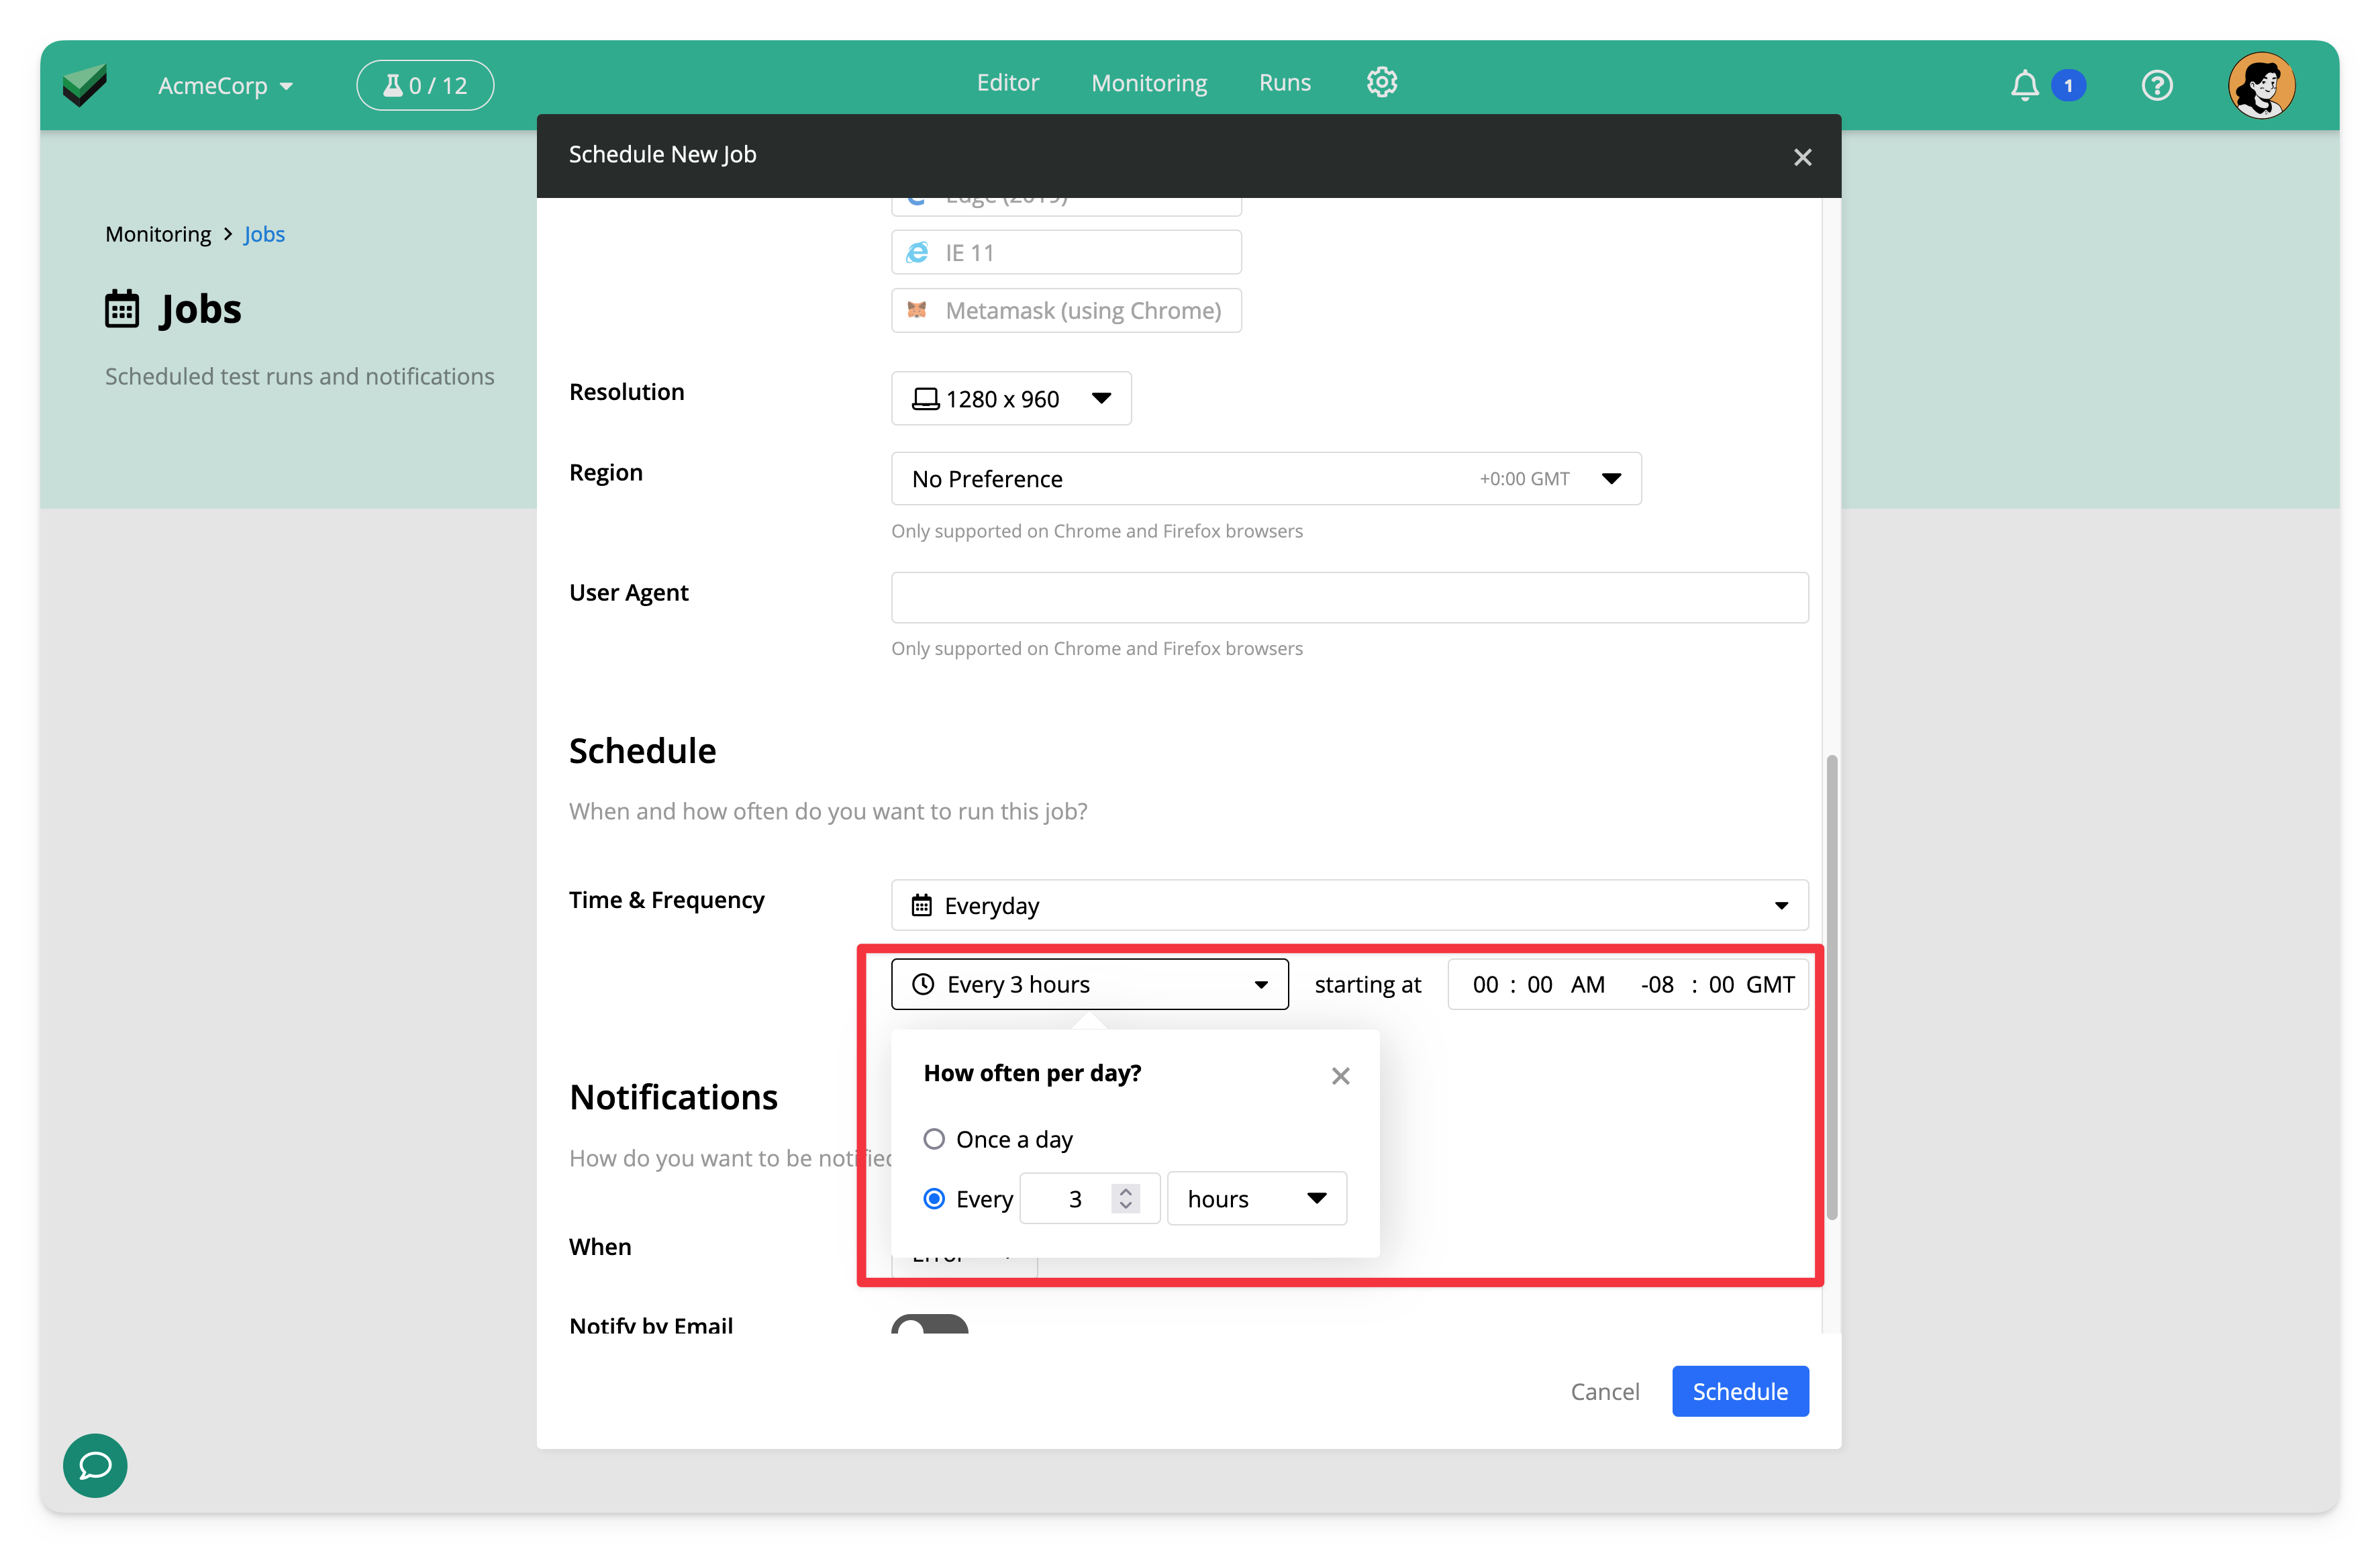 AcmeCorp
0 / 12
Editor
Monitoring
Runs
1
Schedule New Job
Monitoring > Jobs
Jobs
Scheduled test runs and notifications
Edge (2019)
IE 11
Metamask (using Chrome)
Resolution
1280 x 960
Region
No Preference +0:00 GMT
Only supported on Chrome and Firefox browsers
User Agent
Only supported on Chrome and Firefox browsers
Schedule
When and how often do you want to run this job?
Time & Frequency
Everyday
Every 3 hours starting at 00 : 00 AM -08 : 00 GMT
How often per day?
Once a day
Every 3 hours
Notifications
How do you want to be notified
When
Error
Notify by Email
Cancel
Schedule